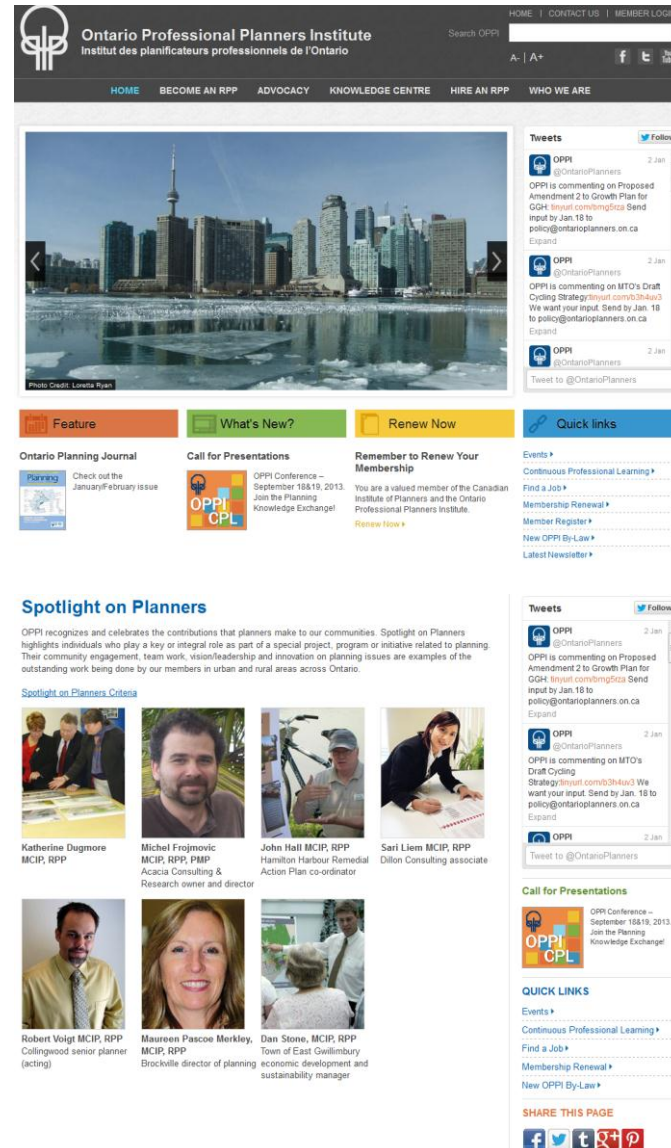 HOME | CONTACT US | MEMBER LOGI
Ontario Professional Planners Institute
Institut des planificateurs professionnels de l'Ontario
Search OPPI
A- | A+
HOME BECOME AN RPP ADVOCACY KNOWLEDGE CENTRE HIRE AN RPP WHO WE ARE
Photo Credit: Loretta Ryan
Tweets
Follow
OPPI 2 Jan
@OntarioPlanners
OPPI is commenting on Proposed
Amendment 2 to Growth Plan for
GGH: tinyurl.com/bmg5rza Send
input by Jan.18 to
policy@ontarioplanners.on.ca
Expand
OPPI 2 Jan
@OntarioPlanners
OPPI is commenting on MTO's Draft
Cycling Strategy:tinyurl.com/b3h4uv3
We want your input. Send by Jan. 18
to policy@ontarioplanners.on.ca
Expand
OPPI 2 Jan
@OntarioPlanners
Tweet to @OntarioPlanners
Feature
Ontario Planning Journal
Planning
Check out the
January/February issue
What's New?
Call for Presentations
OPPI
CPL
OPPI Conference –
September 18&19, 2013.
Join the Planning
Knowledge Exchange!
Renew Now
Remember to Renew Your
Membership
You are a valued member of the Canadian
Institute of Planners and the Ontario
Professional Planners Institute.
Renew Now
Quick links
Events
Continuous Professional Learning
Find a Job
Membership Renewal
Member Register
New OPPI By-Law
Latest Newsletter
Spotlight on Planners
OPPI recognizes and celebrates the contributions that planners make to our communities. Spotlight on Planners
highlights individuals who play a key or integral role as part of a special project, program or initiative related to planning.
Their community engagement, team work, vision/leadership and innovation on planning issues are examples of the
outstanding work being done by our members in urban and rural areas across Ontario.
Spotlight on Planners Criteria
Katherine Dugmore
MCIP, RPP
Michel Frojmovic
MCIP, RPP, PMP
Acacia Consulting &
Research owner and director
John Hall MCIP, RPP
Hamilton Harbour Remedial
Action Plan co-ordinator
Sari Liem MCIP, RPP
Dillon Consulting associate
Robert Voigt MCIP, RPP
Collingwood senior planner
(acting)
Maureen Pascoe Merkley,
MCIP, RPP
Brockville director of planning
Dan Stone, MCIP, RPP
Town of East Gwillimbury
economic development and
sustainability manager
Tweets
Follow
OPPI 2 Jan
@OntarioPlanners
OPPI is commenting on Proposed
Amendment 2 to Growth Plan for
GGH: tinyurl.com/bmg5rza Send
input by Jan.18 to
policy@ontarioplanners.on.ca
Expand
OPPI 2 Jan
@OntarioPlanners
OPPI is commenting on MTO's
Draft Cycling
Strategy:tinyurl.com/b3h4uv3 We
want your input. Send by Jan. 18 to
policy@ontarioplanners.on.ca
Expand
OPPI 2 Jan
Tweet to @OntarioPlanners
Call for Presentations
OPPI
CPL
OPPI Conference –
September 18&19, 2013.
Join the Planning
Knowledge Exchange!
QUICK LINKS
Events
Continuous Professional Learning
Find a Job
Membership Renewal
New OPPI By-Law
SHARE THIS PAGE